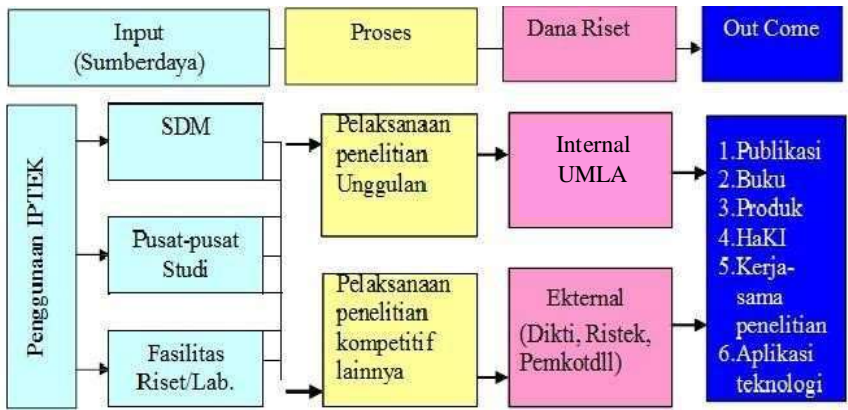 Input
(Sumberdaya)
Proses
Dana Riset
Out Come
Penggunaan IPTEK
SDM
Pusat-pusat
Studi
Fasilitas
Riset/Lab.
Pelaksanaan
penelitian
Unggulan
Pelaksanaan
penelitian
kompetitif
lainnya
Internal
UMLA
Ekternal
(Dikti, Ristek,
Pemkotdll)
1.Publikasi
2.Buku
3.Produk
4.HaKI
5.Kerja-
sama
penelitian
6.Aplikasi
teknologi